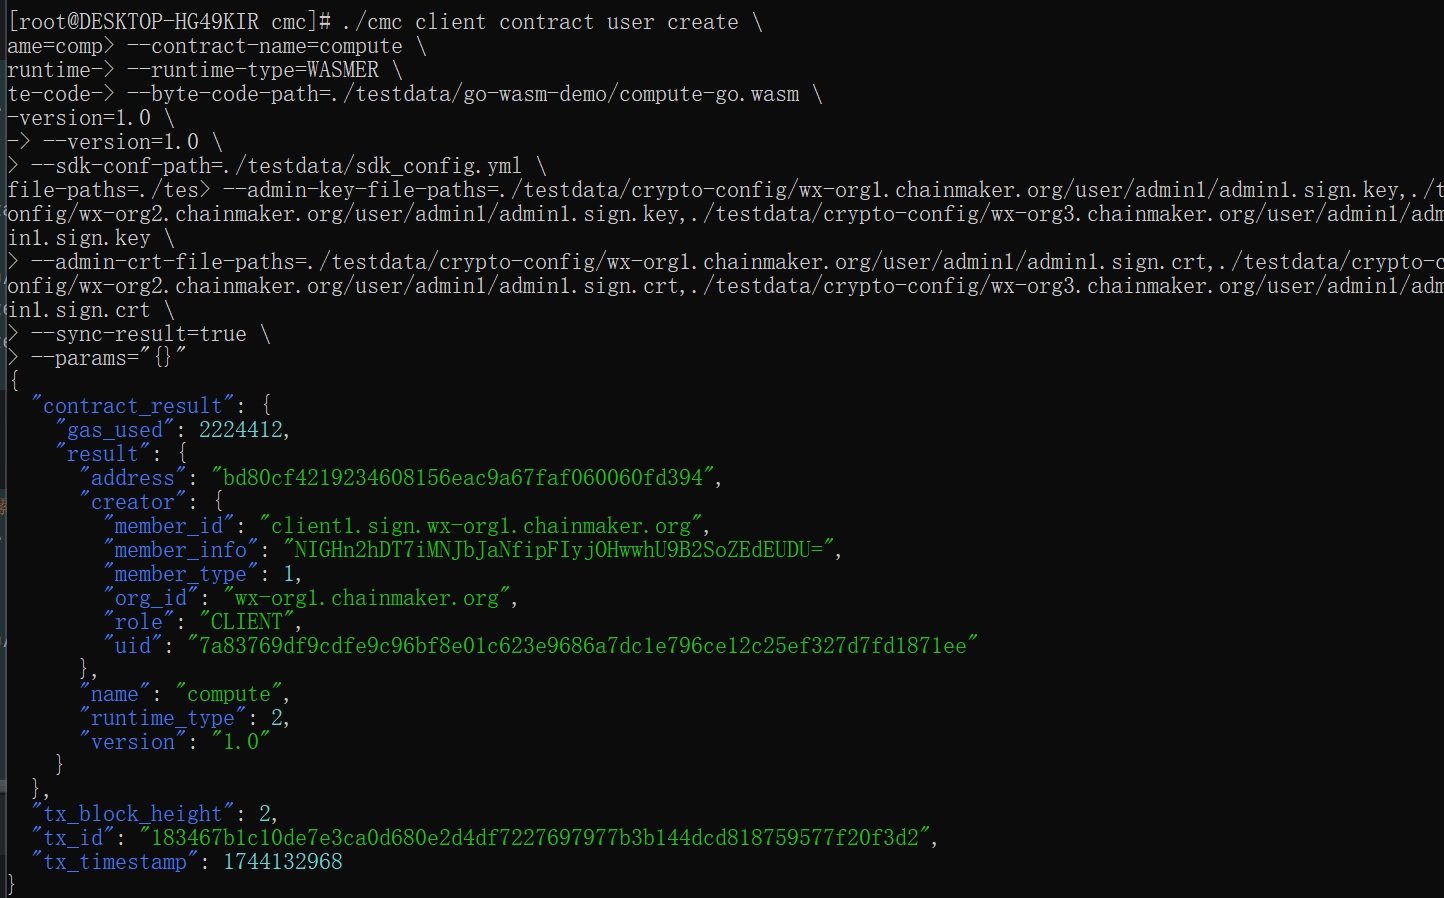 [root@DESKTOP-HG49KIR cmc]# ./cmc client contract user create \
ame=comp> --contract-name=compute \
runtime-> --runtime-type=WASMER \
te-code-> --byte-code-path=./testdata/go-wasm-demo/compute-go.wasm \
-version=1.0 \
-> --version=1.0 \
> --sdk-conf-path=./testdata/sdk_config.yml \
file-paths=./tes> --admin-key-file-paths=./testdata/crypto-config/wx-org1.chainmaker.org/user/admin1/admin1.sign.key,./t
onfig/wx-org2.chainmaker.org/user/admin1/admin1.sign.key,./testdata/crypto-config/wx-org3.chainmaker.org/user/admin1/adm
in1.sign.key \
> --admin-crt-file-paths=./testdata/crypto-config/wx-org1.chainmaker.org/user/admin1/admin1.sign.crt,./testdata/crypto-c
onfig/wx-org2.chainmaker.org/user/admin1/admin1.sign.crt,./testdata/crypto-config/wx-org3.chainmaker.org/user/admin1/adm
in1.sign.crt \
> --sync-result=true \
> --params="{}"
{
  "contract_result": {
    "gas_used": 2224412,
    "result": {
      "address": "bd80cf4219234608156eac9a67faf060060fd394",
      "creator": {
        "member_id": "client1.sign.wx-org1.chainmaker.org",
        "member_info": "NIGHn2hDT7iMNJbJaNfipFIyjOHwwhU9B2SoZEdEUDU=",
        "member_type": 1,
        "org_id": "wx-org1.chainmaker.org",
        "role": "CLIENT",
        "uid": "7a83769df9cdfe9c96bf8e01c623e9686a7dc1e796ce12c25ef327d7fd1871ee"
      },
      "name": "compute",
      "runtime_type": 2,
      "version": "1.0"
    }
  },
  "tx_block_height": 2,
  "tx_id": "183467b1c10de7e3ca0d680e2d4df7227697977b3b144dcd818759577f20f3d2",
  "tx_timestamp": 1744132968
}